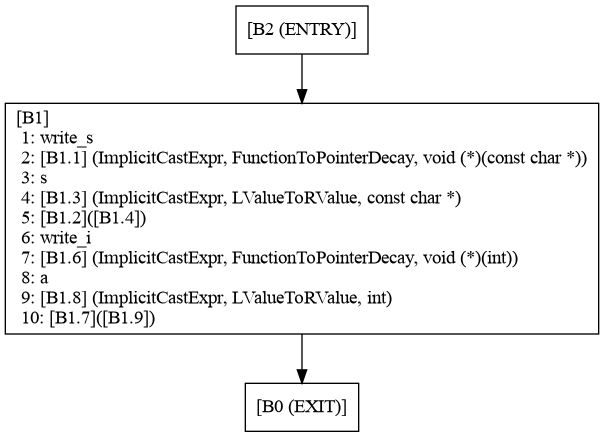 [B2 (ENTRY)]
[B1]
1: write_s
2: [B1.1] (ImplicitCastExpr, FunctionToPointerDecay, void (*)(const char *))
3: s
4: [B1.3] (ImplicitCastExpr, LValueToRValue, const char *)
5: [B1.2]([B1.4])
6: write_i
7: [B1.6] (ImplicitCastExpr, FunctionToPointerDecay, void (*)(int))
8: a
9: [B1.8] (ImplicitCastExpr, LValueToRValue, int)
10: [B1.7]([B1.9])
[B0 (EXIT)]